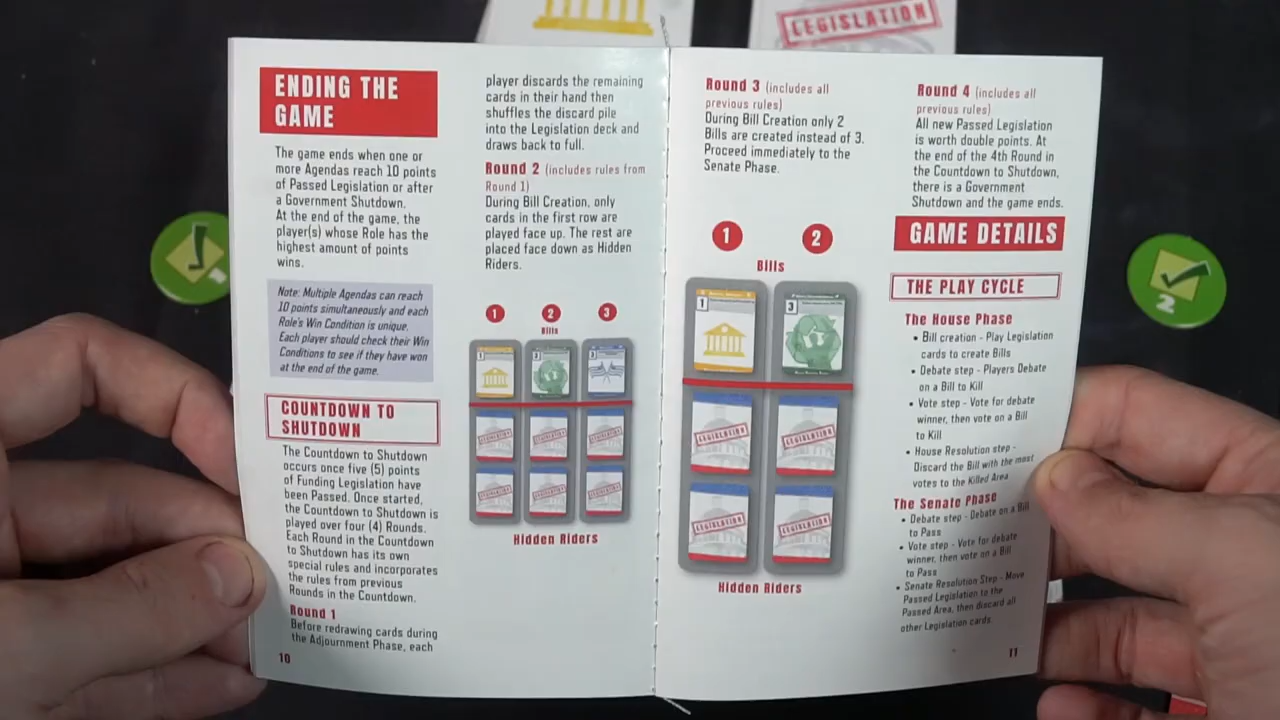 LEGISLATION
ENDING THE
GAME
The game ends when one or
more Agendas reach 10 points
of Passed Legislation or after
a Government Shutdown.
At the end of the game, the
player(s) whose Role has the
highest amount of points
wins.
Note: Multiple Agendas can reach
10 points simultaneously and each
Role's Win Condition is unique.
Each player should check their Win
Conditions to see if they have won
at the end of the game.
COUNTDOWN TO
SHUTDOWN
The Countdown to Shutdown
occurs once five (5) points
of Funding Legislation have
been Passed. Once started,
the Countdown to Shutdown is
played over four (4) Rounds.
Each Round in the Countdown
to Shutdown has its own
special rules and incorporates
the rules from previous
Rounds in the Countdown.
Round 1
Before redrawing cards during
the Adjournment Phase, each
10
player discards the remaining
cards in their hand then
shuffles the discard pile
into the Legislation deck and
draws back to full.
Round 2 (includes rules from
Round 1)
During Bill Creation, only
cards in the first row are
played face up. The rest are
placed face down as Hidden
Riders.
1 2 3
Bills
1 3 3
LEGISLATION LEGISLATION LEGISLATION
LEGISLATION LEGISLATION LEGISLATION
Hidden Riders
Round 3 (includes all
previous rules)
During Bill Creation only 2
Bills are created instead of 3.
Proceed immediately to the
Senate Phase.
1 2
Bills
1 3
LEGISLATION LEGISLATION
LEGISLATION LEGISLATION
Hidden Riders
Round 4 (includes all
previous rules)
All new Passed Legislation
is worth double points. At
the end of the 4th Round in
the Countdown to Shutdown,
there is a Government
Shutdown and the game ends.
GAME DETAILS
THE PLAY CYCLE
The House Phase
• Bill creation - Play Legislation
cards to create Bills
• Debate step - Players Debate
on a Bill to Kill
• Vote step - Vote for debate
winner, then vote on a Bill
to Kill
• House Resolution step -
Discard the Bill with the most
votes to the Killed Area
The Senate Phase
• Debate step - Debate on a Bill
to Pass
• Vote step - Vote for debate
winner, then vote on a Bill
to Pass
• Senate Resolution Step - Move
Passed Legislation to the
Passed Area, then discard all
other Legislation cards.
11
2